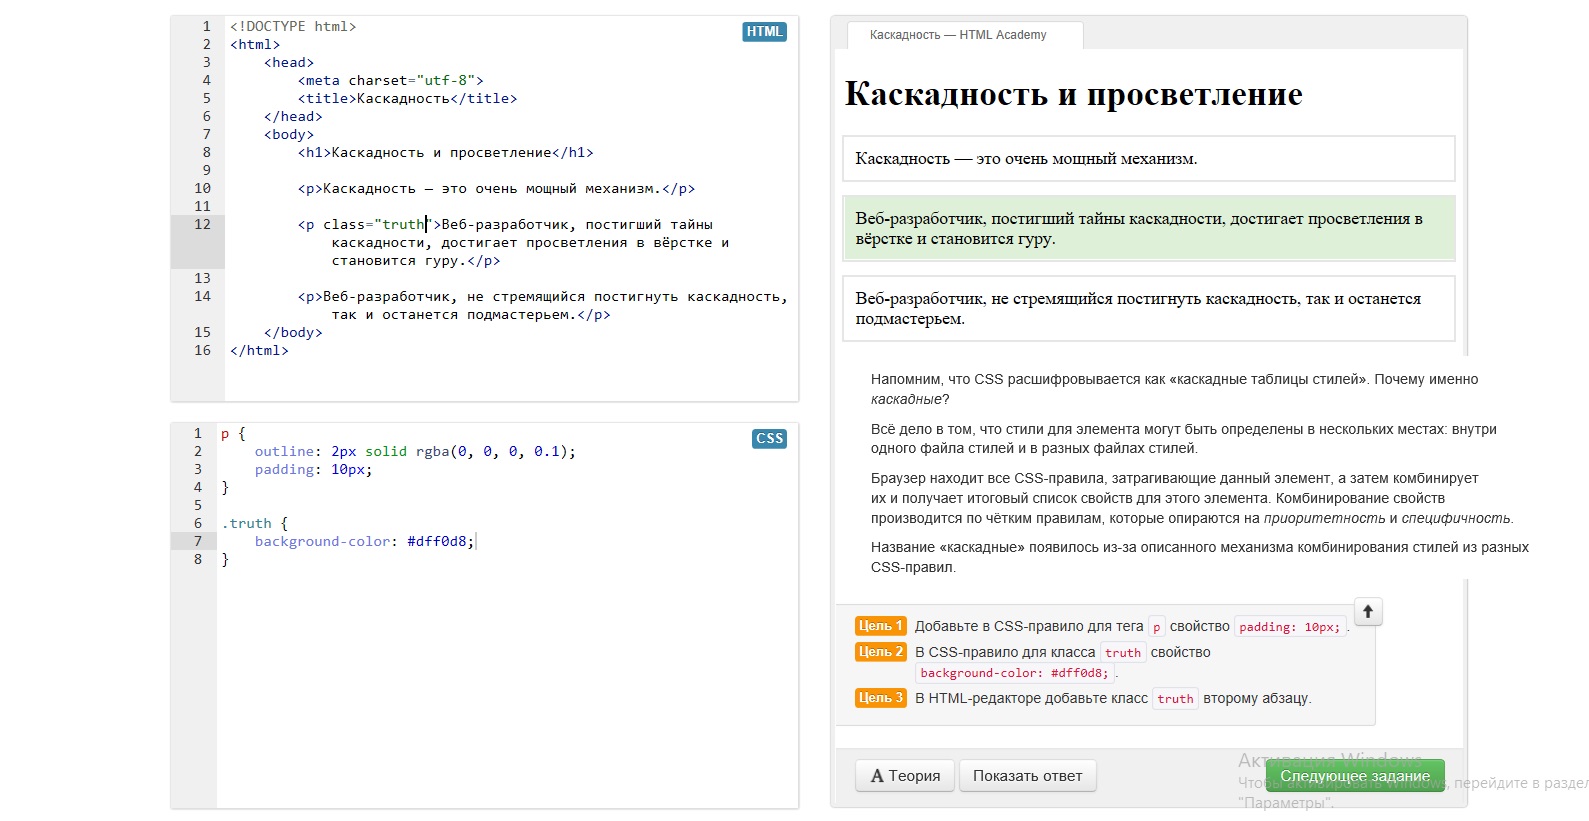 1 <!DOCTYPE html>
HTML
2 <html>
3 <head>
4 <meta charset="utf-8">
5 <title>Каскадность</title>
6 </head>
7 <body>
8 <h1>Каскадность и просветление</h1>
9
10 <p>Каскадность — это очень мощный механизм.</p>
11
12 <p class="truth">Веб-разработчик, постигший тайны
каскадности, достигает просветления в вёрстке и
становится гуру.</p>
13
14 <p>Веб-разработчик, не стремящийся постигнуть каскадность,
так и останется подмастерьем.</p>
15 </body>
16 </html>
1 p {
CSS
2 outline: 2px solid rgba(0, 0, 0, 0.1);
3 padding: 10px;
4 }
5
6 .truth {
7 background-color: #dff0d8;
8 }
Каскадность — HTML Academy
Каскадность и просветление
Каскадность — это очень мощный механизм.
Веб-разработчик, постигший тайны каскадности, достигает просветления в
вёрстке и становится гуру.
Веб-разработчик, не стремящийся постигнуть каскадность, так и останется
подмастерьем.
Напомним, что CSS расшифровывается как «каскадные таблицы стилей». Почему именно
каскадные?
Всё дело в том, что стили для элемента могут быть определены в нескольких местах: внутри
одного файла стилей и в разных файлах стилей.
Браузер находит все CSS-правила, затрагивающие данный элемент, а затем комбинирует
их и получает итоговый список свойств для этого элемента. Комбинирование свойств
производится по чётким правилам, которые опираются на приоритетность и специфичность.
Название «каскадные» появилось из-за описанного механизма комбинирования стилей из разных
CSS-правил.
Цель 1 Добавьте в CSS-правило для тега p свойство padding: 10px; .
Цель 2 В CSS-правило для класса truth свойство
background-color: #dff0d8; .
Цель 3 В HTML-редакторе добавьте класс truth второму абзацу.
A Теория
Показать ответ
Следующее задание
Активация Windows
Чтобы активировать Windows, перейдите в раздел
"Параметры".